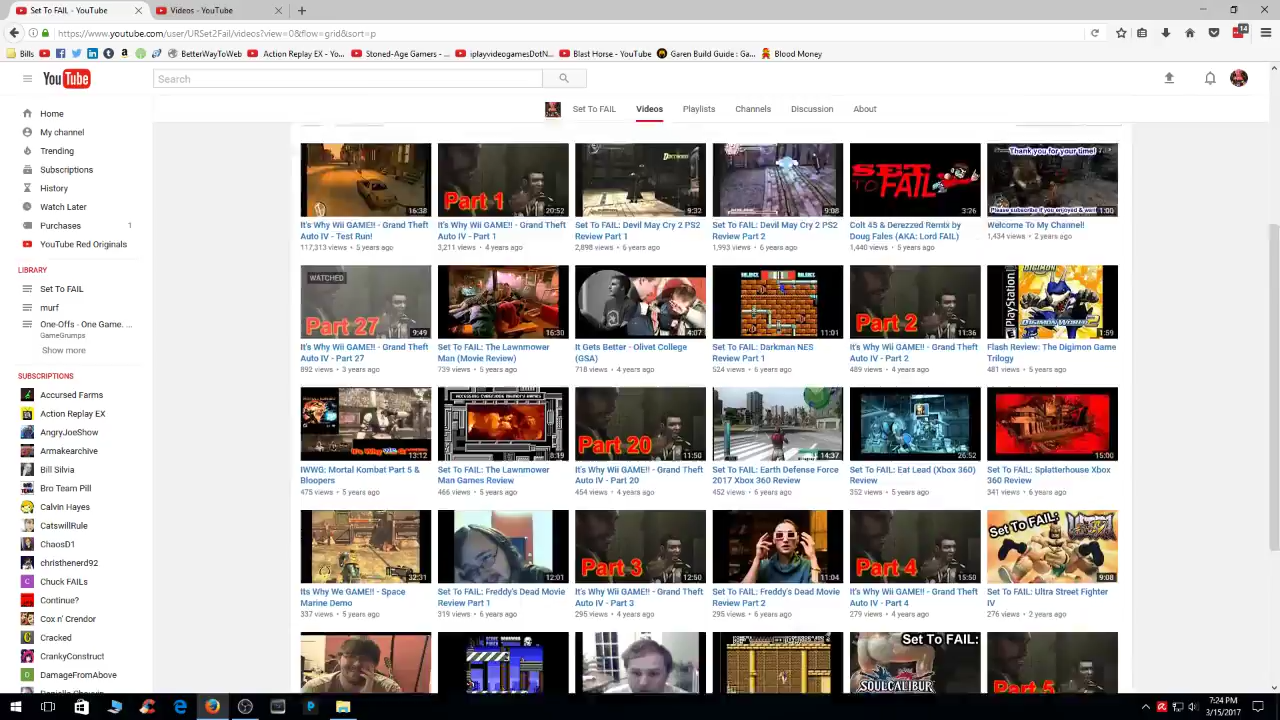 Set To FAIL - YouTube
Videos - YouTube
https://www.youtube.com/user/URSet2Fail/videos?view=0&flow=grid&sort=p
14
Bills
BetterWayToWeb
Action Replay EX - You...
Stoned-Age Gamers - ...
iplayvideogamesDotN...
Blast Horse - YouTube
Garen Build Guide : Ga...
Blood Money
YouTube
Search
Set To FAIL
Videos
Playlists
Channels
Discussion
About
Home
My channel
Trending
Subscriptions
History
Watch Later
Purchases 1
YouTube Red Originals
LIBRARY
Set To FAIL
murf
One-Offs - One Game. ...
GameGrumps
Show more
SUBSCRIPTIONS
Accursed Farms
Action Replay EX
AngryJoeShow
Armakearchive
Bill Silvia
Bro Team Pill
Calvin Hayes
CatswillRule
ChaosD1
christhenerd92
Chuck FAILs
Continue?
Cox n' Crendor
Cracked
CrankyConstruct
DamageFromAbove
16:38
Part 1
20:52
9:32
9:08
SET TO FAIL
3:26
Thank you for your time!
Please subscribe if you enjoyed & wan
1:00
It's Why Wii GAME!! - Grand Theft
Auto IV - Test Run!
117,313 views • 5 years ago
It's Why Wii GAME!! - Grand Theft
Auto IV - Part 1
3,211 views • 4 years ago
Set To FAIL: Devil May Cry 2 PS2
Review Part 1
2,898 views • 6 years ago
Set To FAIL: Devil May Cry 2 PS2
Review Part 2
1,993 views • 6 years ago
Colt 45 & Derezzed Remix by
Doug Fales (AKA: Lord FAIL)
1,440 views • 5 years ago
Welcome To My Channel!
1,434 views • 2 years ago
WATCHED
Part 27
9:49
16:30
4:07
11:01
Part 2
11:36
PlayStation
DIGIMON WORLD
1:59
It's Why Wii GAME!! - Grand Theft
Auto IV - Part 27
892 views • 3 years ago
Set To FAIL: The Lawnmower
Man (Movie Review)
739 views • 5 years ago
It Gets Better - Olivet College
(GSA)
718 views • 4 years ago
Set To FAIL: Darkman NES
Review Part 1
524 views • 6 years ago
It's Why Wii GAME!! - Grand Theft
Auto IV - Part 2
489 views • 4 years ago
Flash Review: The Digimon Game
Trilogy
481 views • 5 years ago
13:12
8:19
Part 20
11:50
14:37
26:52
15:00
IWWG: Mortal Kombat Part 5 &
Bloopers
475 views • 5 years ago
Set To FAIL: The Lawnmower
Man Games Review
466 views • 5 years ago
It's Why Wii GAME!! - Grand Theft
Auto IV - Part 20
454 views • 4 years ago
Set To FAIL: Earth Defense Force
2017 Xbox 360 Review
452 views • 5 years ago
Set To FAIL: Eat Lead (Xbox 360)
Review
352 views • 5 years ago
Set To FAIL: Splatterhouse Xbox
360 Review
341 views • 6 years ago
32:31
12:01
Part 3
12:50
11:04
Part 4
15:50
Set To FAIL:
9:08
Its Why We GAME!! - Space
Marine Demo
337 views • 5 years ago
Set To FAIL: Freddy's Dead Movie
Review Part 1
319 views • 6 years ago
It's Why Wii GAME!! - Grand Theft
Auto IV - Part 3
295 views • 4 years ago
Set To FAIL: Freddy's Dead Movie
Review Part 2
295 views • 6 years ago
It's Why Wii GAME!! - Grand Theft
Auto IV - Part 4
279 views • 4 years ago
Set To FAIL: Ultra Street Fighter
IV
276 views • 2 years ago
Set To FAIL:
SOULCALIBUR
Part 5
7:24 PM
3/15/2017